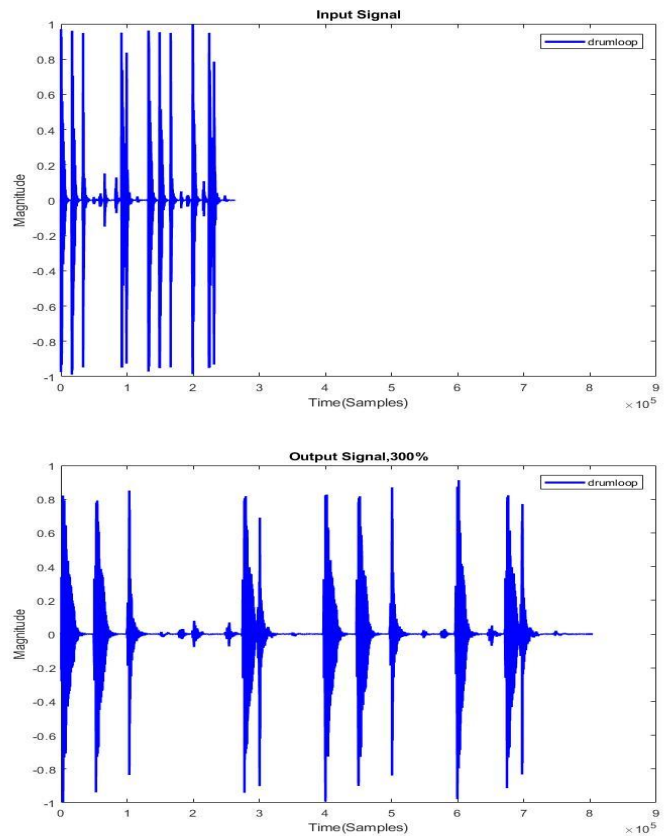 Input Signal
drumloop
Magnitude
1
0.8
0.6
0.4
0.2
0
-0.2
-0.4
-0.6
-0.8
-1
0 1 2 3 4 5 6 7 8 9
Time(Samples)
×10^5
Output Signal,300%
drumloop
Magnitude
1
0.8
0.6
0.4
0.2
0
-0.2
-0.4
-0.6
-0.8
-1
0 1 2 3 4 5 6 7 8 9
Time(Samples)
×10^5